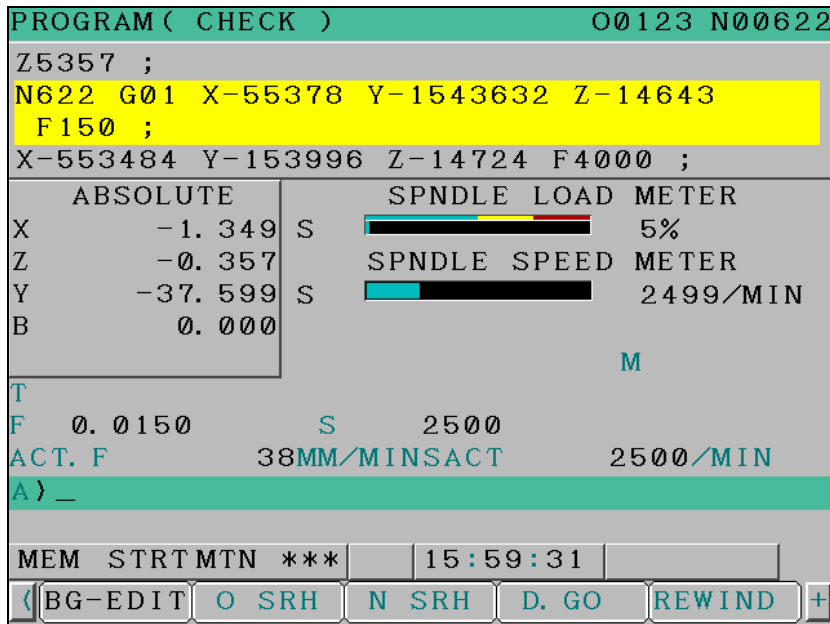 PROGRAM ( CHECK ) O0123 N00622
Z5357 ;
N622 G01 X-55378 Y-1543632 Z-14643
F150 ;
X-553484 Y-153996 Z-14724 F4000 ;
ABSOLUTE SPNDLE LOAD METER
X -1.349 S 5%
Z -0.357 SPNDLE SPEED METER
Y -37.599 S 2499/MIN
B 0.000
M
T
F 0.0150 S 2500
ACT. F 38MM/MINSACT 2500/MIN
A)_
MEM STRT MTN *** 15:59:31
( BG-EDIT O SRH N SRH D. GO REWIND +